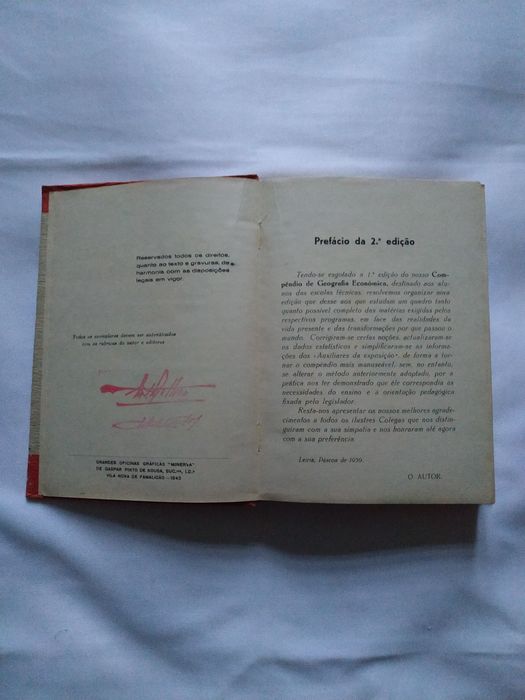 Reservados todos os direitos,
quanto ao texto e gravuras, de
harmonia com as disposições
legais em vigor.
Todos os exemplares devem ser autenticados
com as rubricas do autor e editores
GRANDES OFICINAS GRÁFICAS "MINERVA"
DE GASPAR PINTO DE SOUSA, SUC.RES, L.DA
VILA NOVA DE FAMALICÃO — 1943
Prefácio da 2.ª edição
Tendo-se esgotado a 1.ª edição do nosso Com-
pêndio de Geografia Económica, destinado aos alu-
nos das escolas técnicas, resolvemos organizar nova
edição que desse aos que estudam um quadro tanto
quanto possível completo das matérias exigidas pelos
respectivos programas, em face das realidades da
vida presente e das transformações por que passou o
mundo. Corrigiram-se certas noções, actualizaram-se
os dados estatísticos e simplificaram-se as informa-
ções dos «Auxiliares da exposição», de forma a tor-
nar o compêndio mais manuseável, sem, no entanto,
se alterar o método anteriormente adoptado, por a
prática nos ter demonstrado que êle correspondia às
necessidades do ensino e à orientação pedagógica
fixada pelo legislador.
Resta-nos apresentar os nossos melhores agrade-
cimentos a todos os ilustres Colegas que nos distin-
guiram com a sua simpatia e nos honraram até agora
com a sua preferência.
Leiria, Páscoa de 1939.
O AUTOR.